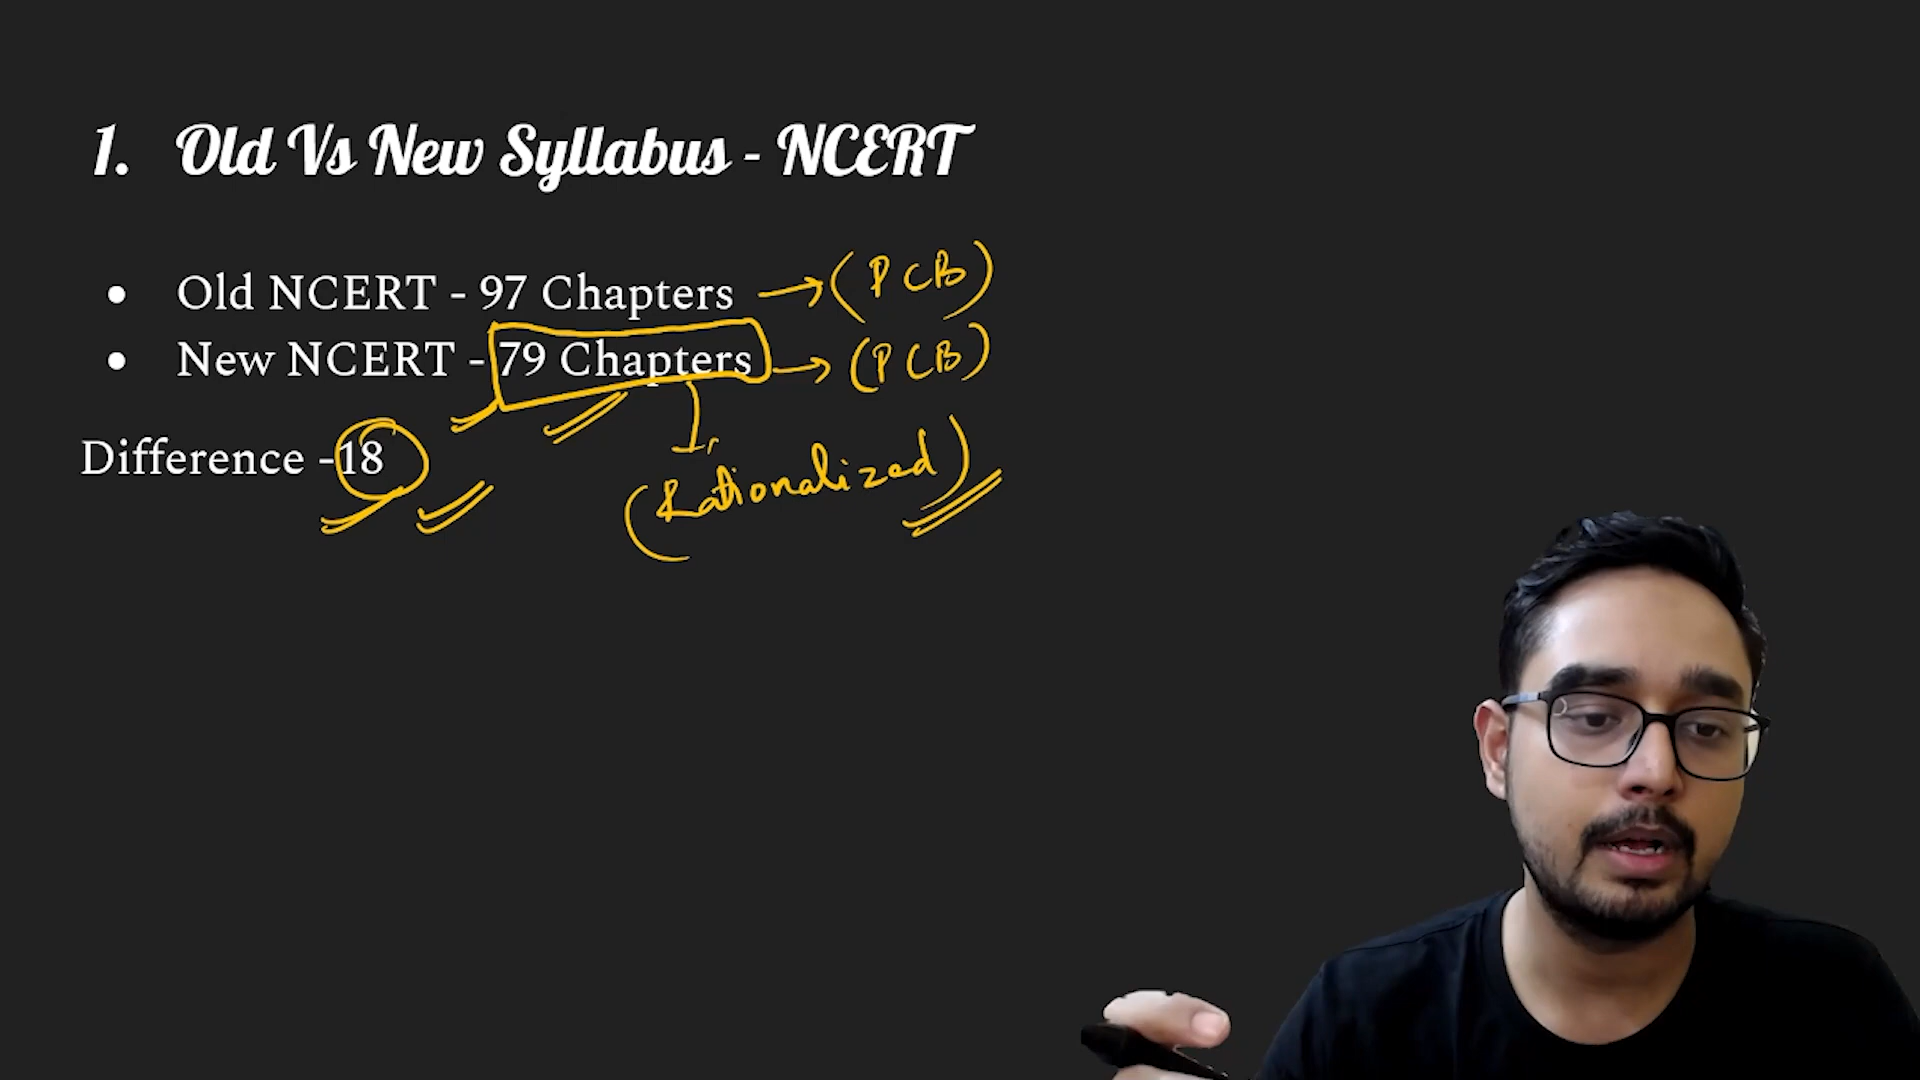 1. Old Vs New Syllabus - NCERT
• Old NCERT - 97 Chapters → (PCB)
• New NCERT - 79 Chapters → (PCB)
Difference - 18
(Rationalized)